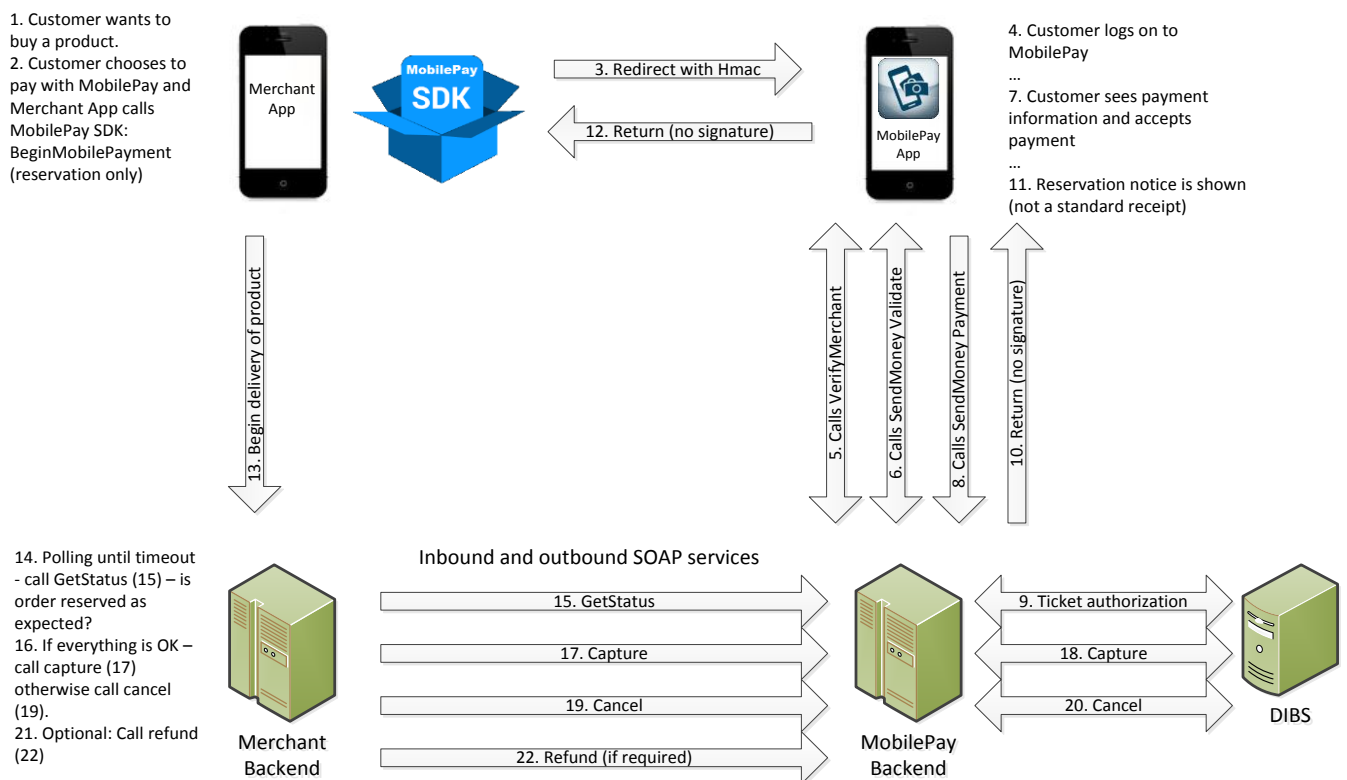 1. Customer wants to
buy a product.
2. Customer chooses to
pay with MobilePay and
Merchant App calls
MobilePay SDK:
BeginMobilePayment
(reservation only)
Merchant
App
MobilePay
SDK
3. Redirect with Hmac
12. Return (no signature)
MobilePay
App
4. Customer logs on to
MobilePay
...
7. Customer sees payment
information and accepts
payment
...
11. Reservation notice is shown
(not a standard receipt)
13. Begin delivery of product
5. Calls VerifyMerchant
6. Calls SendMoney Validate
8. Calls SendMoney Payment
10. Return (no signature)
14. Polling until timeout
- call GetStatus (15) – is
order reserved as
expected?
16. If everything is OK –
call capture (17)
otherwise call cancel
(19).
21. Optional: Call refund
(22)
Merchant
Backend
Inbound and outbound SOAP services
15. GetStatus
17. Capture
19. Cancel
22. Refund (if required)
MobilePay
Backend
9. Ticket authorization
18. Capture
20. Cancel
DIBS